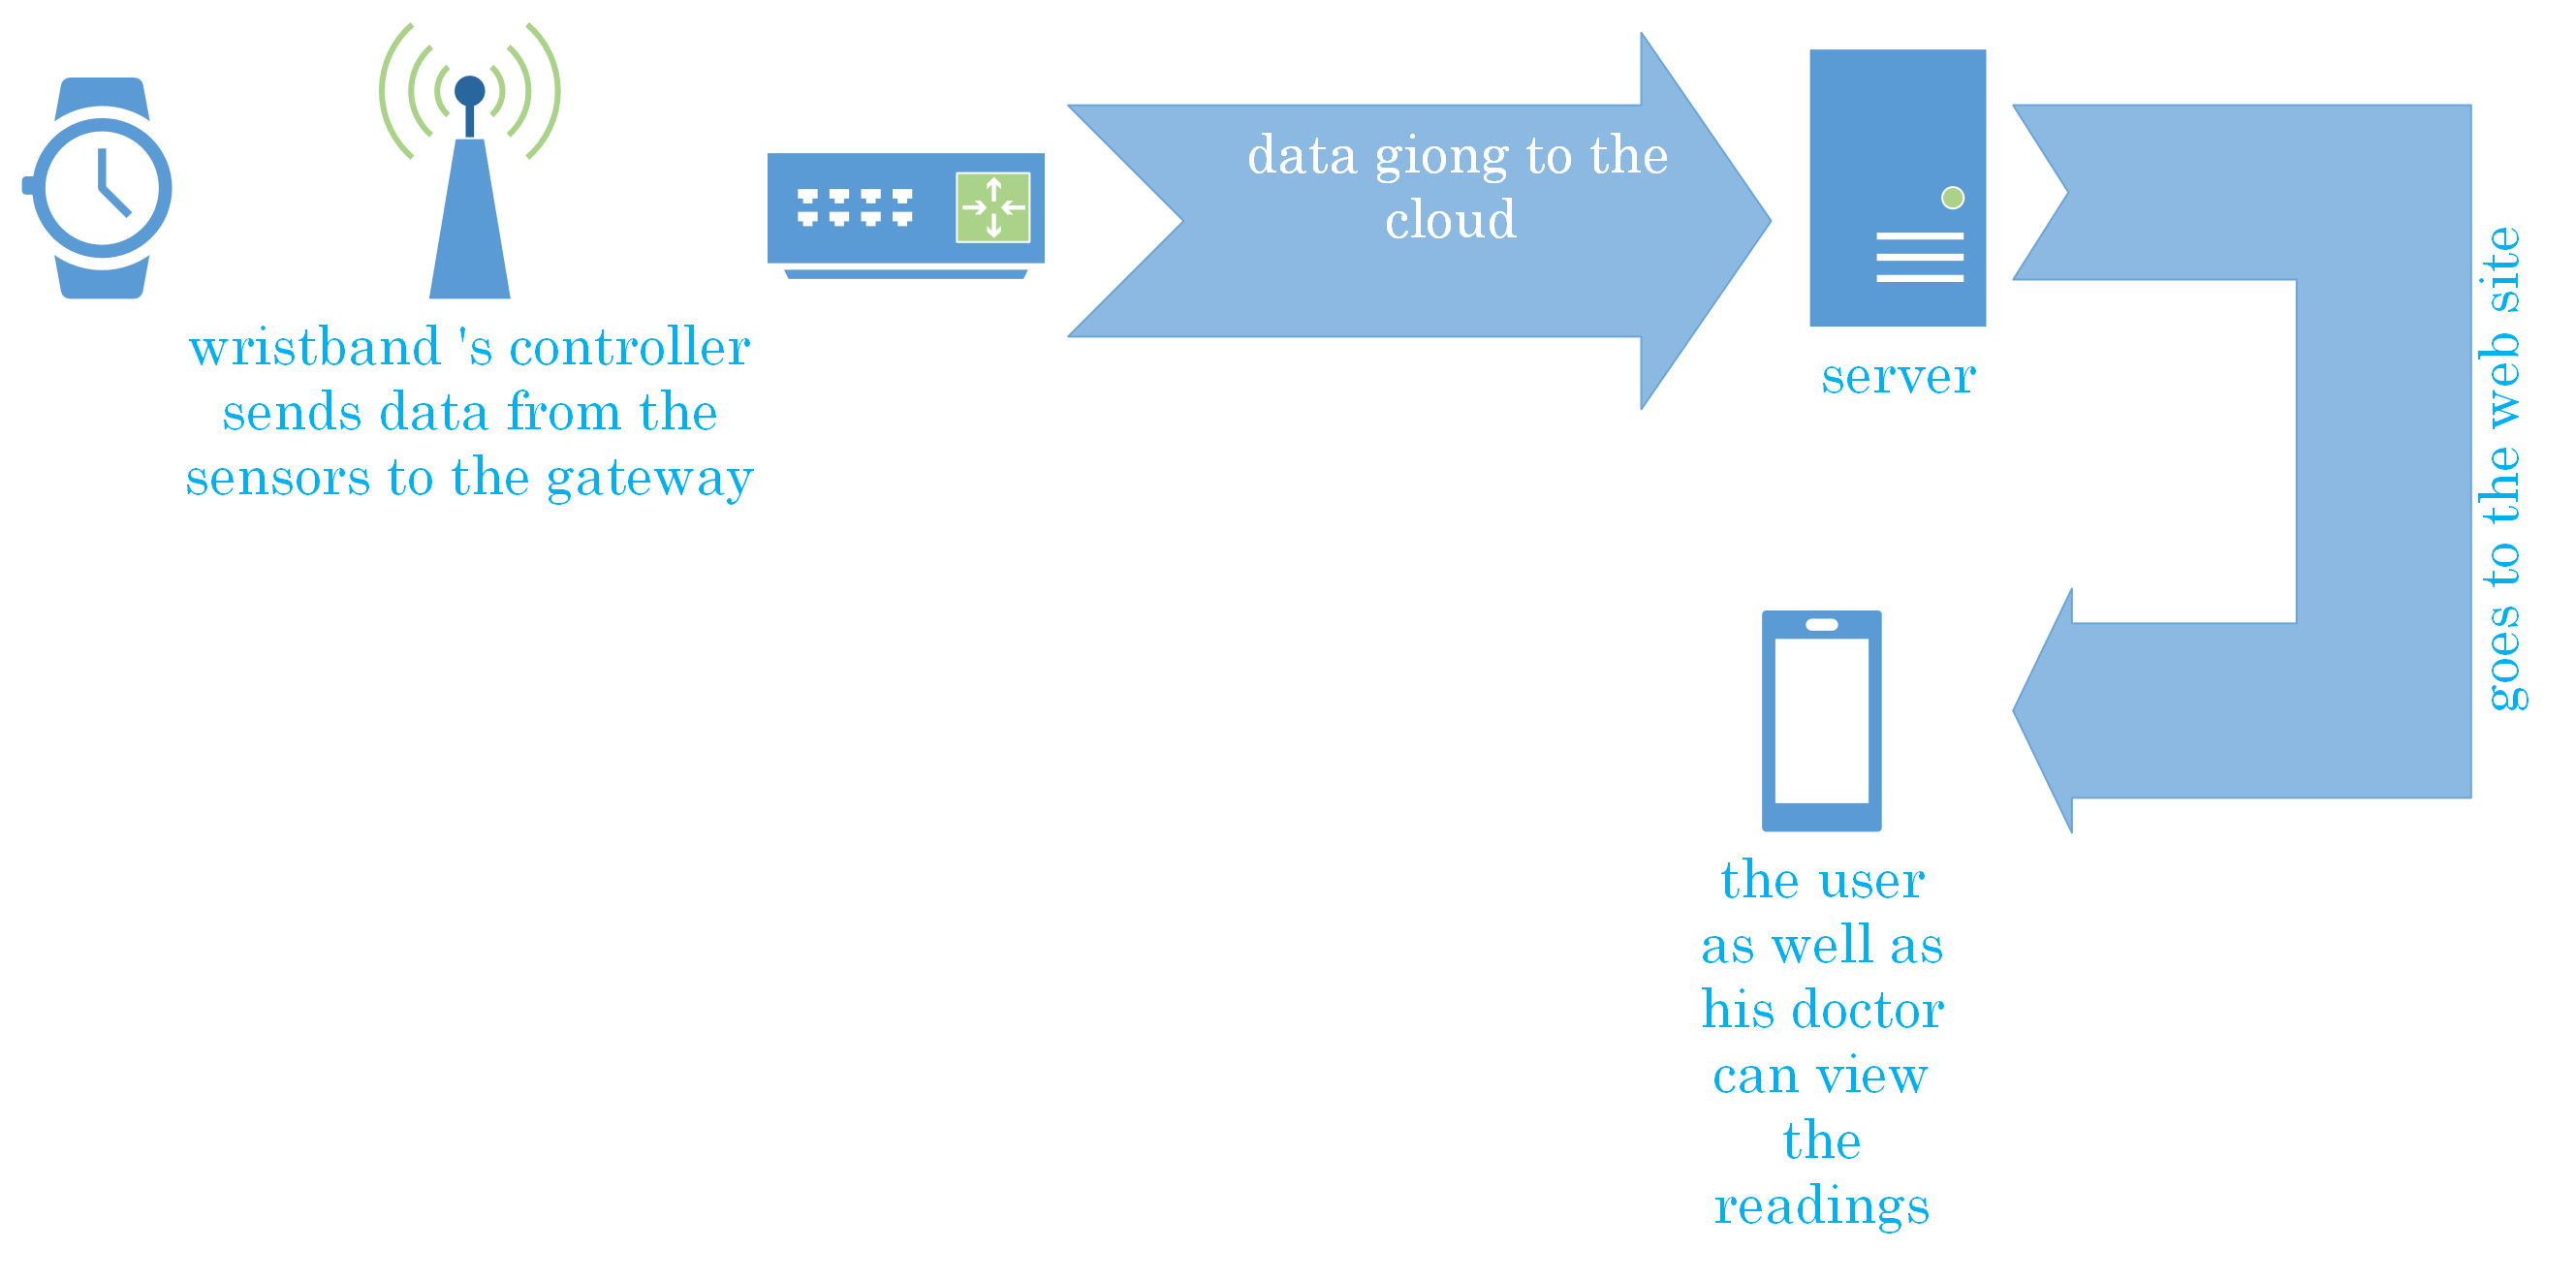 wristband 's controller
sends data from the
sensors to the gateway
data giong to the
cloud
server
goes to the web site
the user
as well as
his doctor
can view
the
readings